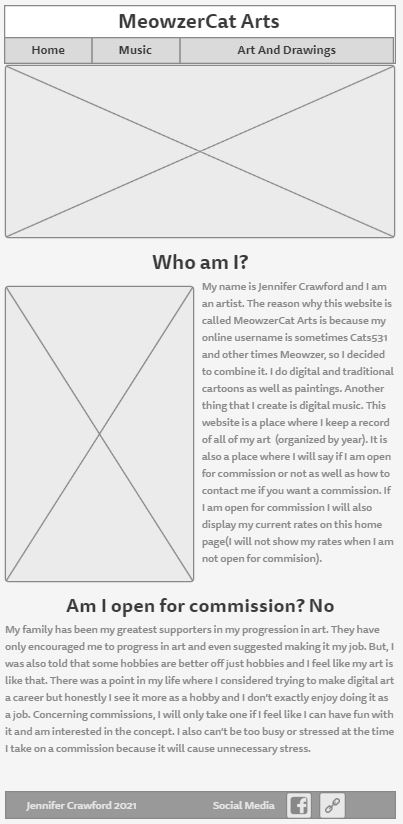 MeowzerCat Arts
Home Music Art And Drawings
Who am I?
My name is Jennifer Crawford and I am
an artist. The reason why this website is
called MeowzerCat Arts is because my
online username is sometimes Cats531
and other times Meowzer, so I decided
to combine it. I do digital and traditional
cartoons as well as paintings. Another
thing that I create is digital music. This
website is a place where I keep a record
of all of my art (organized by year). It is
also a place where I will say if I am open
for commission or not as well as how to
contact me if you want a commission. If
I am open for commission I will also
display my current rates on this home
page(I will not show my rates when I am
not open for commision).
Am I open for commission? No
My family has been my greatest supporters in my progression in art. They have
only encouraged me to progress in art and even suggested making it my job. But, I
was also told that some hobbies are better off just hobbies and I feel like my art is
like that. There was a point in my life where I considered trying to make digital art
a career but honestly I see it more as a hobby and I don't exactly enjoy doing it as
a job. Concerning commissions, I will only take one if I feel like I can have fun with
it and am interested in the concept. I also can't be too busy or stressed at the time
I take on a commission because it will cause unnecessary stress.
Jennifer Crawford 2021 Social Media